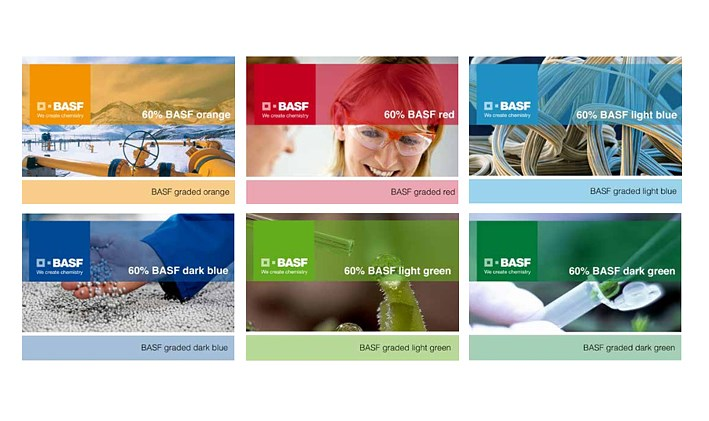 BASF
We create chemistry
60% BASF orange
BASF graded orange
BASF
We create chemistry
60% BASF red
BASF graded red
BASF
We create chemistry
60% BASF light blue
BASF graded light blue
BASF
We create chemistry
60% BASF dark blue
BASF graded dark blue
BASF
We create chemistry
60% BASF light green
BASF graded light green
BASF
We create chemistry
60% BASF dark green
BASF graded dark green